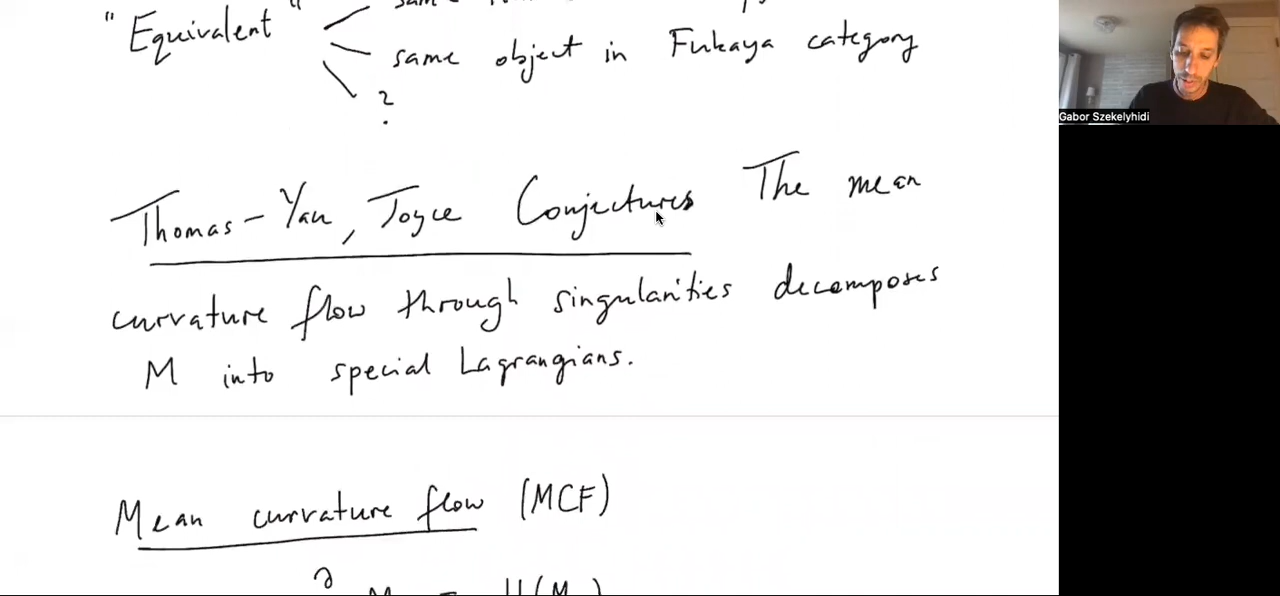 "Equivalent"
same object in Fukaya category
?
Thomas-Yau, Joyce Conjectures The mean
curvature flow through singularities decomposes
M into special Lagrangians.
Mean curvature flow (MCF)
Gabor Szekelyhidi